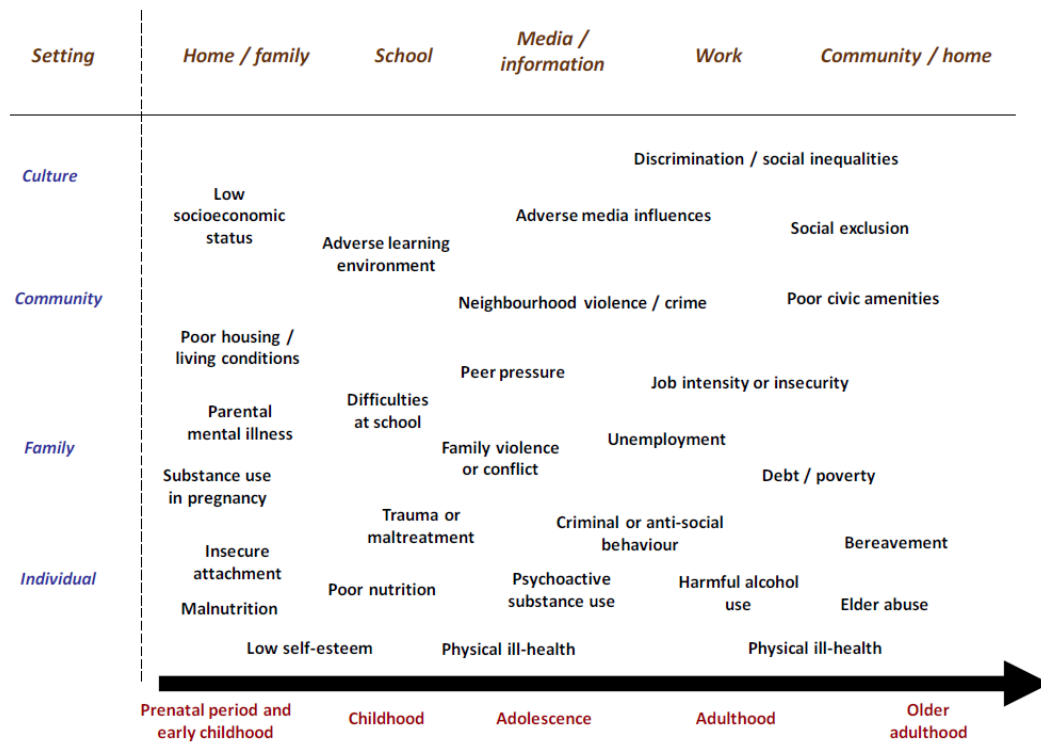 Setting
Home / family
School
Media /
information
Work
Community / home
Culture
Discrimination / social inequalities
Low
socioeconomic
status
Adverse media influences
Social exclusion
Adverse learning
environment
Community
Neighbourhood violence / crime
Poor civic amenities
Poor housing /
living conditions
Peer pressure
Job intensity or insecurity
Difficulties
at school
Parental
mental illness
Family
Family violence
or conflict
Unemployment
Substance use
in pregnancy
Debt / poverty
Trauma or
maltreatment
Criminal or anti-social
behaviour
Bereavement
Insecure
attachment
Individual
Poor nutrition
Psychoactive
substance use
Harmful alcohol
use
Elder abuse
Malnutrition
Low self-esteem
Physical ill-health
Physical ill-health
Prenatal period and
early childhood
Childhood
Adolescence
Adulthood
Older
adulthood